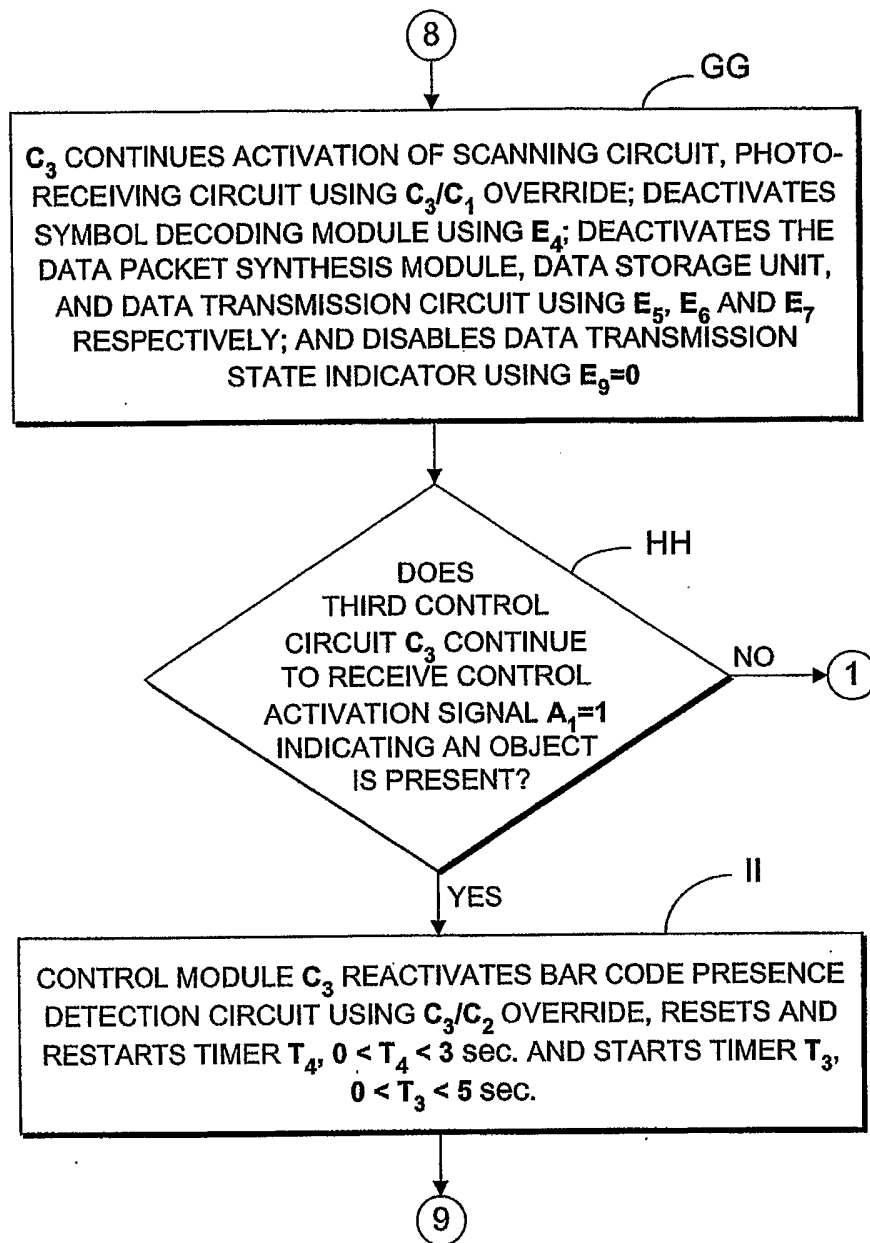 8
GG
C3 CONTINUES ACTIVATION OF SCANNING CIRCUIT, PHOTO-
RECEIVING CIRCUIT USING C3/C1 OVERRIDE; DEACTIVATES
SYMBOL DECODING MODULE USING E4; DEACTIVATES THE
DATA PACKET SYNTHESIS MODULE, DATA STORAGE UNIT,
AND DATA TRANSMISSION CIRCUIT USING E5, E6 AND E7
RESPECTIVELY; AND DISABLES DATA TRANSMISSION
STATE INDICATOR USING E9=0
HH
DOES
THIRD CONTROL
CIRCUIT C3 CONTINUE
TO RECEIVE CONTROL
ACTIVATION SIGNAL A1=1
INDICATING AN OBJECT
IS PRESENT?
NO
1
YES
II
CONTROL MODULE C3 REACTIVATES BAR CODE PRESENCE
DETECTION CIRCUIT USING C3/C2 OVERRIDE, RESETS AND
RESTARTS TIMER T4, 0 < T4 < 3 sec. AND STARTS TIMER T3,
0 < T3 < 5 sec.
9